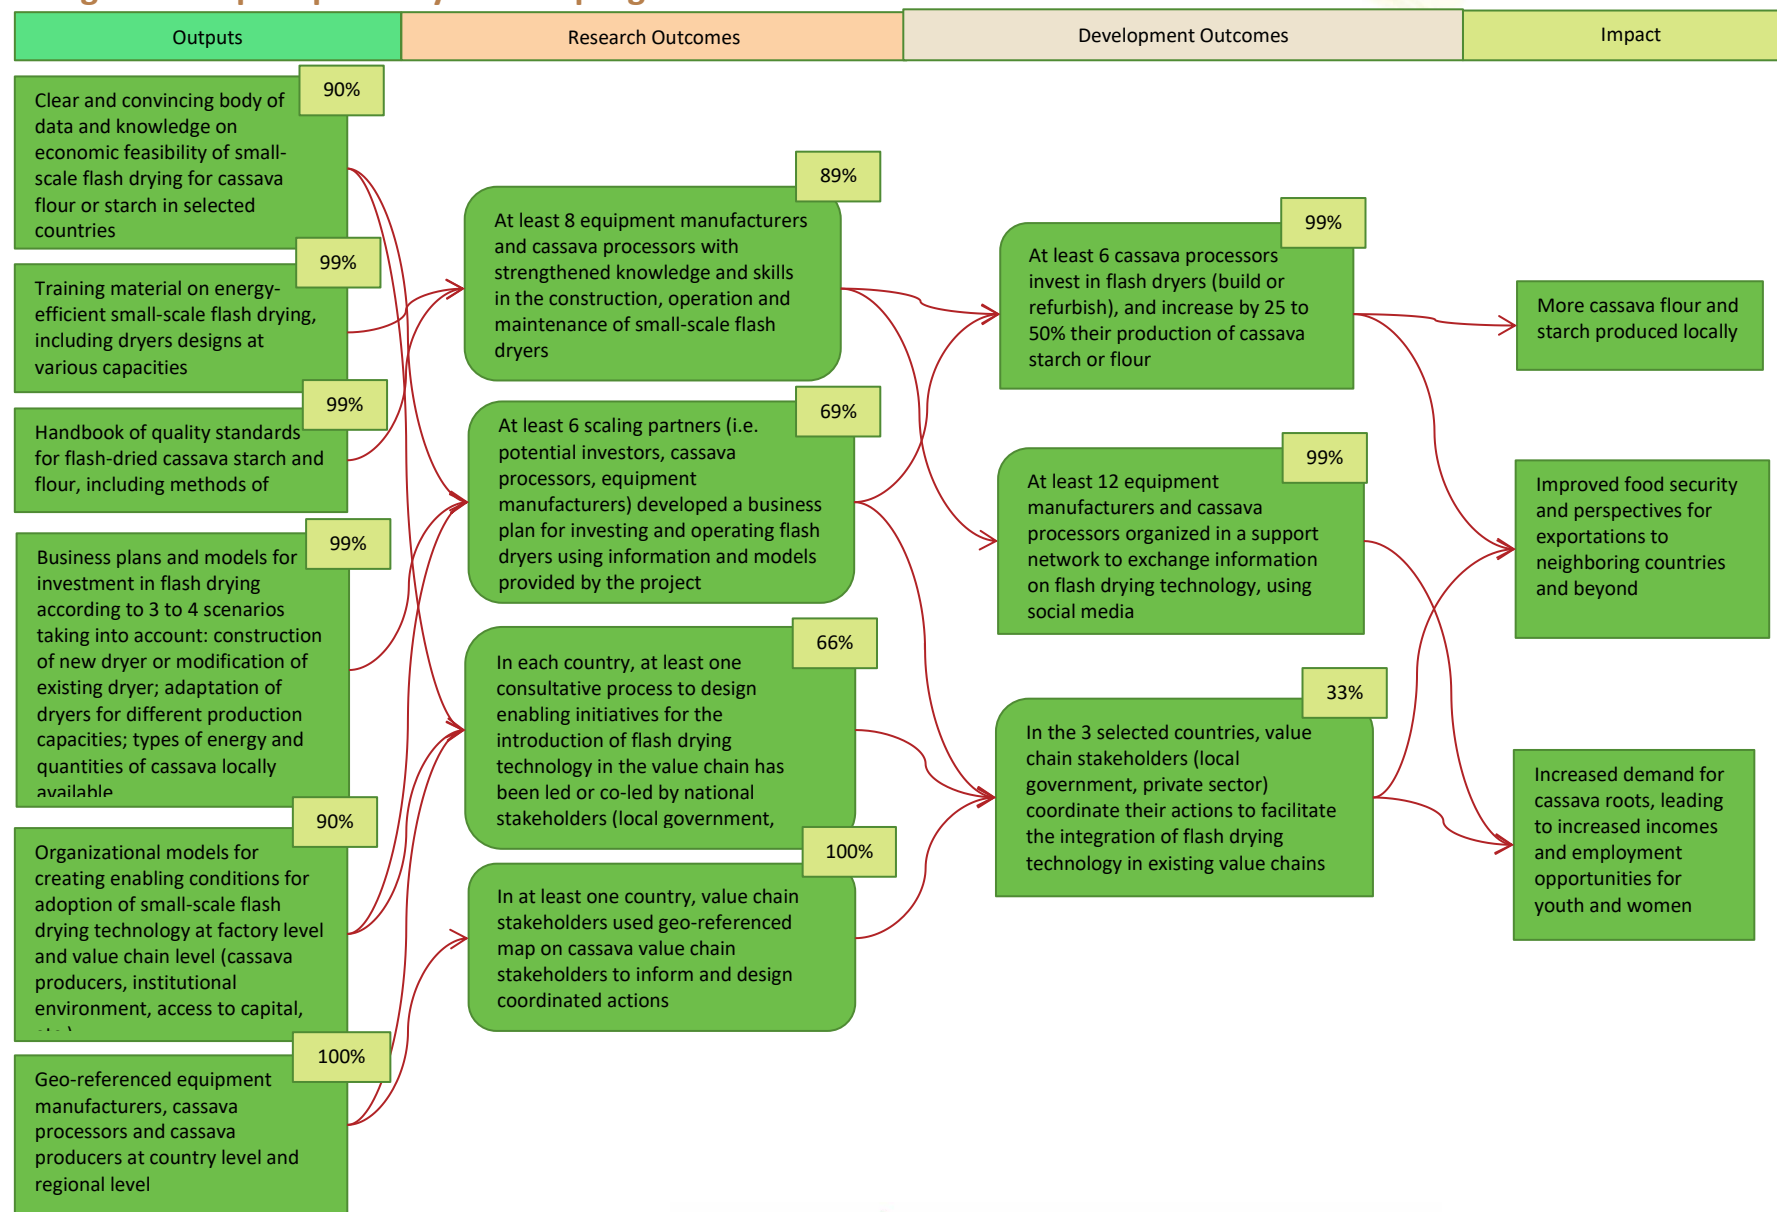 Outputs
Research Outcomes
Development Outcomes
Impact
90%
Clear and convincing body of
data and knowledge on
economic feasibility of small-
scale flash drying for cassava
flour or starch in selected
countries
99%
Training material on energy-
efficient small-scale flash drying,
including dryers designs at
various capacities
99%
Handbook of quality standards
for flash-dried cassava starch and
flour, including methods of
99%
Business plans and models for
investment in flash drying
according to 3 to 4 scenarios
taking into account: construction
of new dryer or modification of
existing dryer; adaptation of
dryers for different production
capacities; types of energy and
quantities of cassava locally
available
90%
Organizational models for
creating enabling conditions for
adoption of small-scale flash
drying technology at factory level
and value chain level (cassava
producers, institutional
environment, access to capital,
100%
Geo-referenced equipment
manufacturers, cassava
processors and cassava
producers at country level and
regional level
89%
At least 8 equipment manufacturers
and cassava processors with
strengthened knowledge and skills
in the construction, operation and
maintenance of small-scale flash
dryers
69%
At least 6 scaling partners (i.e.
potential investors, cassava
processors, equipment
manufacturers) developed a business
plan for investing and operating flash
dryers using information and models
provided by the project
66%
In each country, at least one
consultative process to design
enabling initiatives for the
introduction of flash drying
technology in the value chain has
been led or co-led by national
stakeholders (local government,
100%
In at least one country, value chain
stakeholders used geo-referenced
map on cassava value chain
stakeholders to inform and design
coordinated actions
99%
At least 6 cassava processors
invest in flash dryers (build or
refurbish), and increase by 25 to
50% their production of cassava
starch or flour
99%
At least 12 equipment
manufacturers and cassava
processors organized in a support
network to exchange information
on flash drying technology, using
social media
33%
In the 3 selected countries, value
chain stakeholders (local
government, private sector)
coordinate their actions to facilitate
the integration of flash drying
technology in existing value chains
More cassava flour and
starch produced locally
Improved food security
and perspectives for
exportations to
neighboring countries
and beyond
Increased demand for
cassava roots, leading
to increased incomes
and employment
opportunities for
youth and women